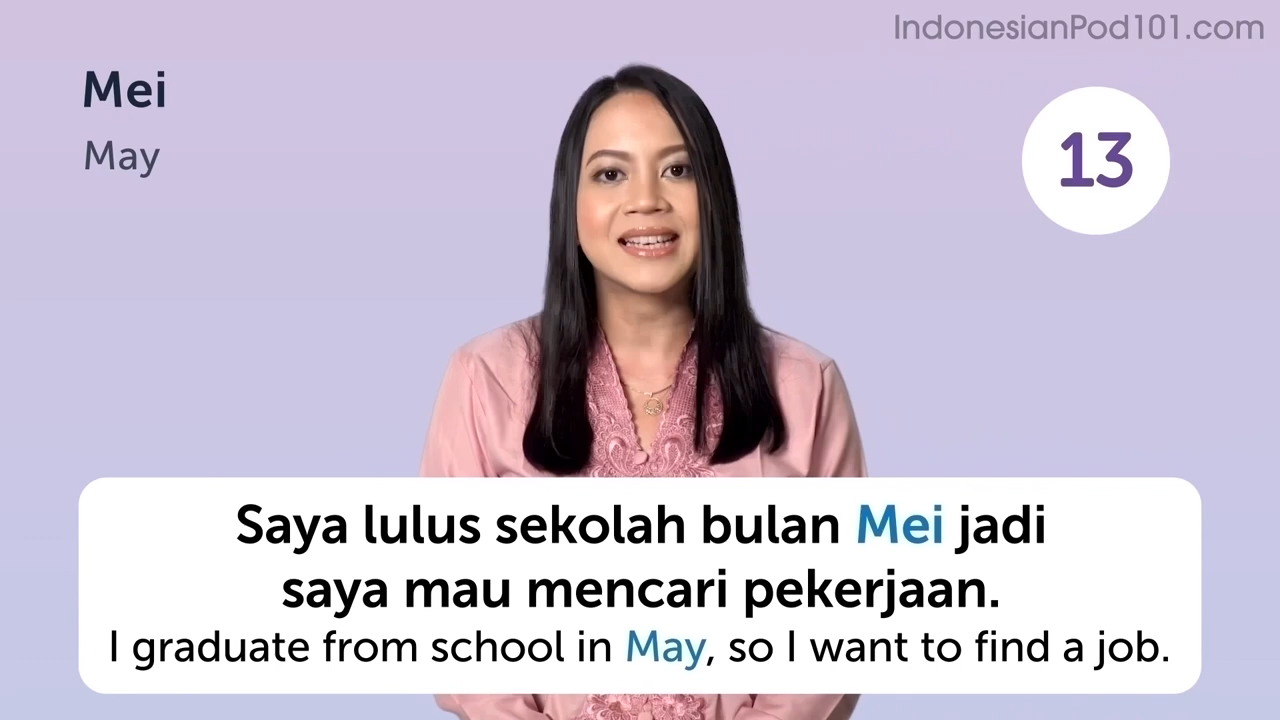 IndonesianPod101.com
Mei
May
13
Saya lulus sekolah bulan Mei jadi
saya mau mencari pekerjaan.
I graduate from school in May, so I want to find a job.